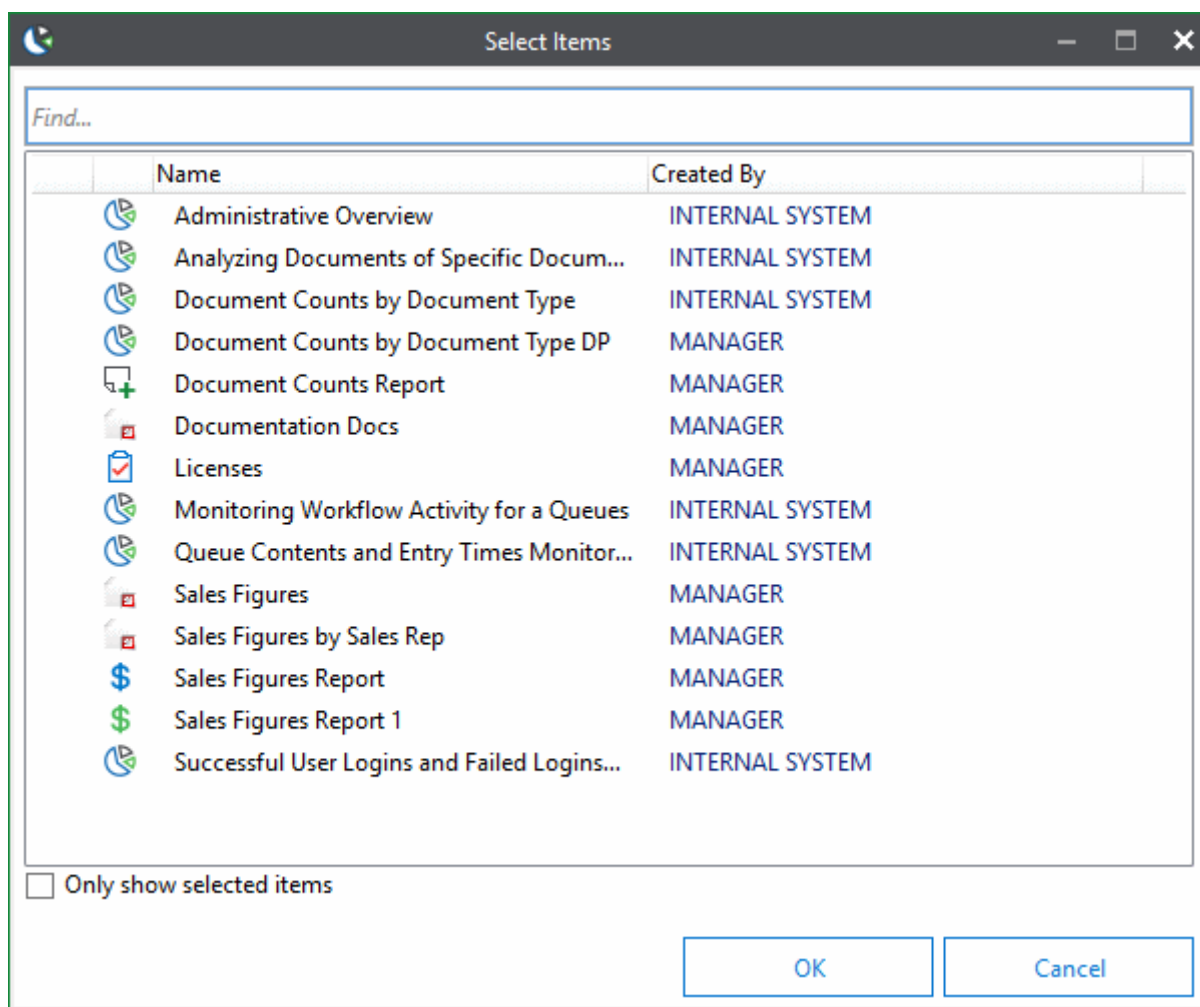 Select Items
Find...
Name Created By
Administrative Overview INTERNAL SYSTEM
Analyzing Documents of Specific Docum... INTERNAL SYSTEM
Document Counts by Document Type INTERNAL SYSTEM
Document Counts by Document Type DP MANAGER
Document Counts Report MANAGER
Documentation Docs MANAGER
Licenses MANAGER
Monitoring Workflow Activity for a Queues INTERNAL SYSTEM
Queue Contents and Entry Times Monitor... INTERNAL SYSTEM
Sales Figures MANAGER
Sales Figures by Sales Rep MANAGER
$ Sales Figures Report MANAGER
$ Sales Figures Report 1 MANAGER
Successful User Logins and Failed Logins... INTERNAL SYSTEM
Only show selected items
OK Cancel